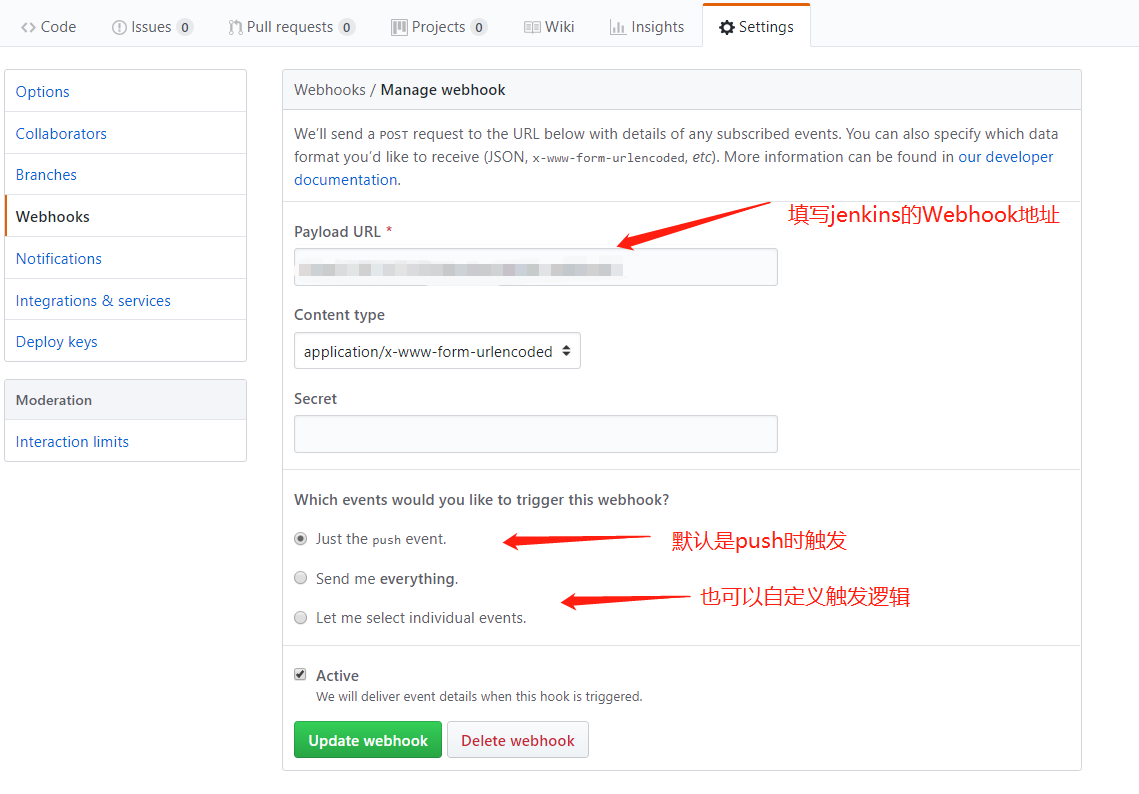 Code Issues 0 Pull requests 0 Projects 0 Wiki Insights Settings
Options
Collaborators
Branches
Webhooks
Notifications
Integrations & services
Deploy keys
Moderation
Interaction limits
Webhooks / Manage webhook
We'll send a POST request to the URL below with details of any subscribed events. You can also specify which data
format you'd like to receive (JSON, x-www-form-urlencoded, etc). More information can be found in our developer
documentation.
填写jenkins的Webhook地址
Payload URL *
Content type
application/x-www-form-urlencoded
Secret
Which events would you like to trigger this webhook?
Just the push event.
默认是push时触发
Send me everything.
也可以自定义触发逻辑
Let me select individual events.
Active
We will deliver event details when this hook is triggered.
Update webhook Delete webhook